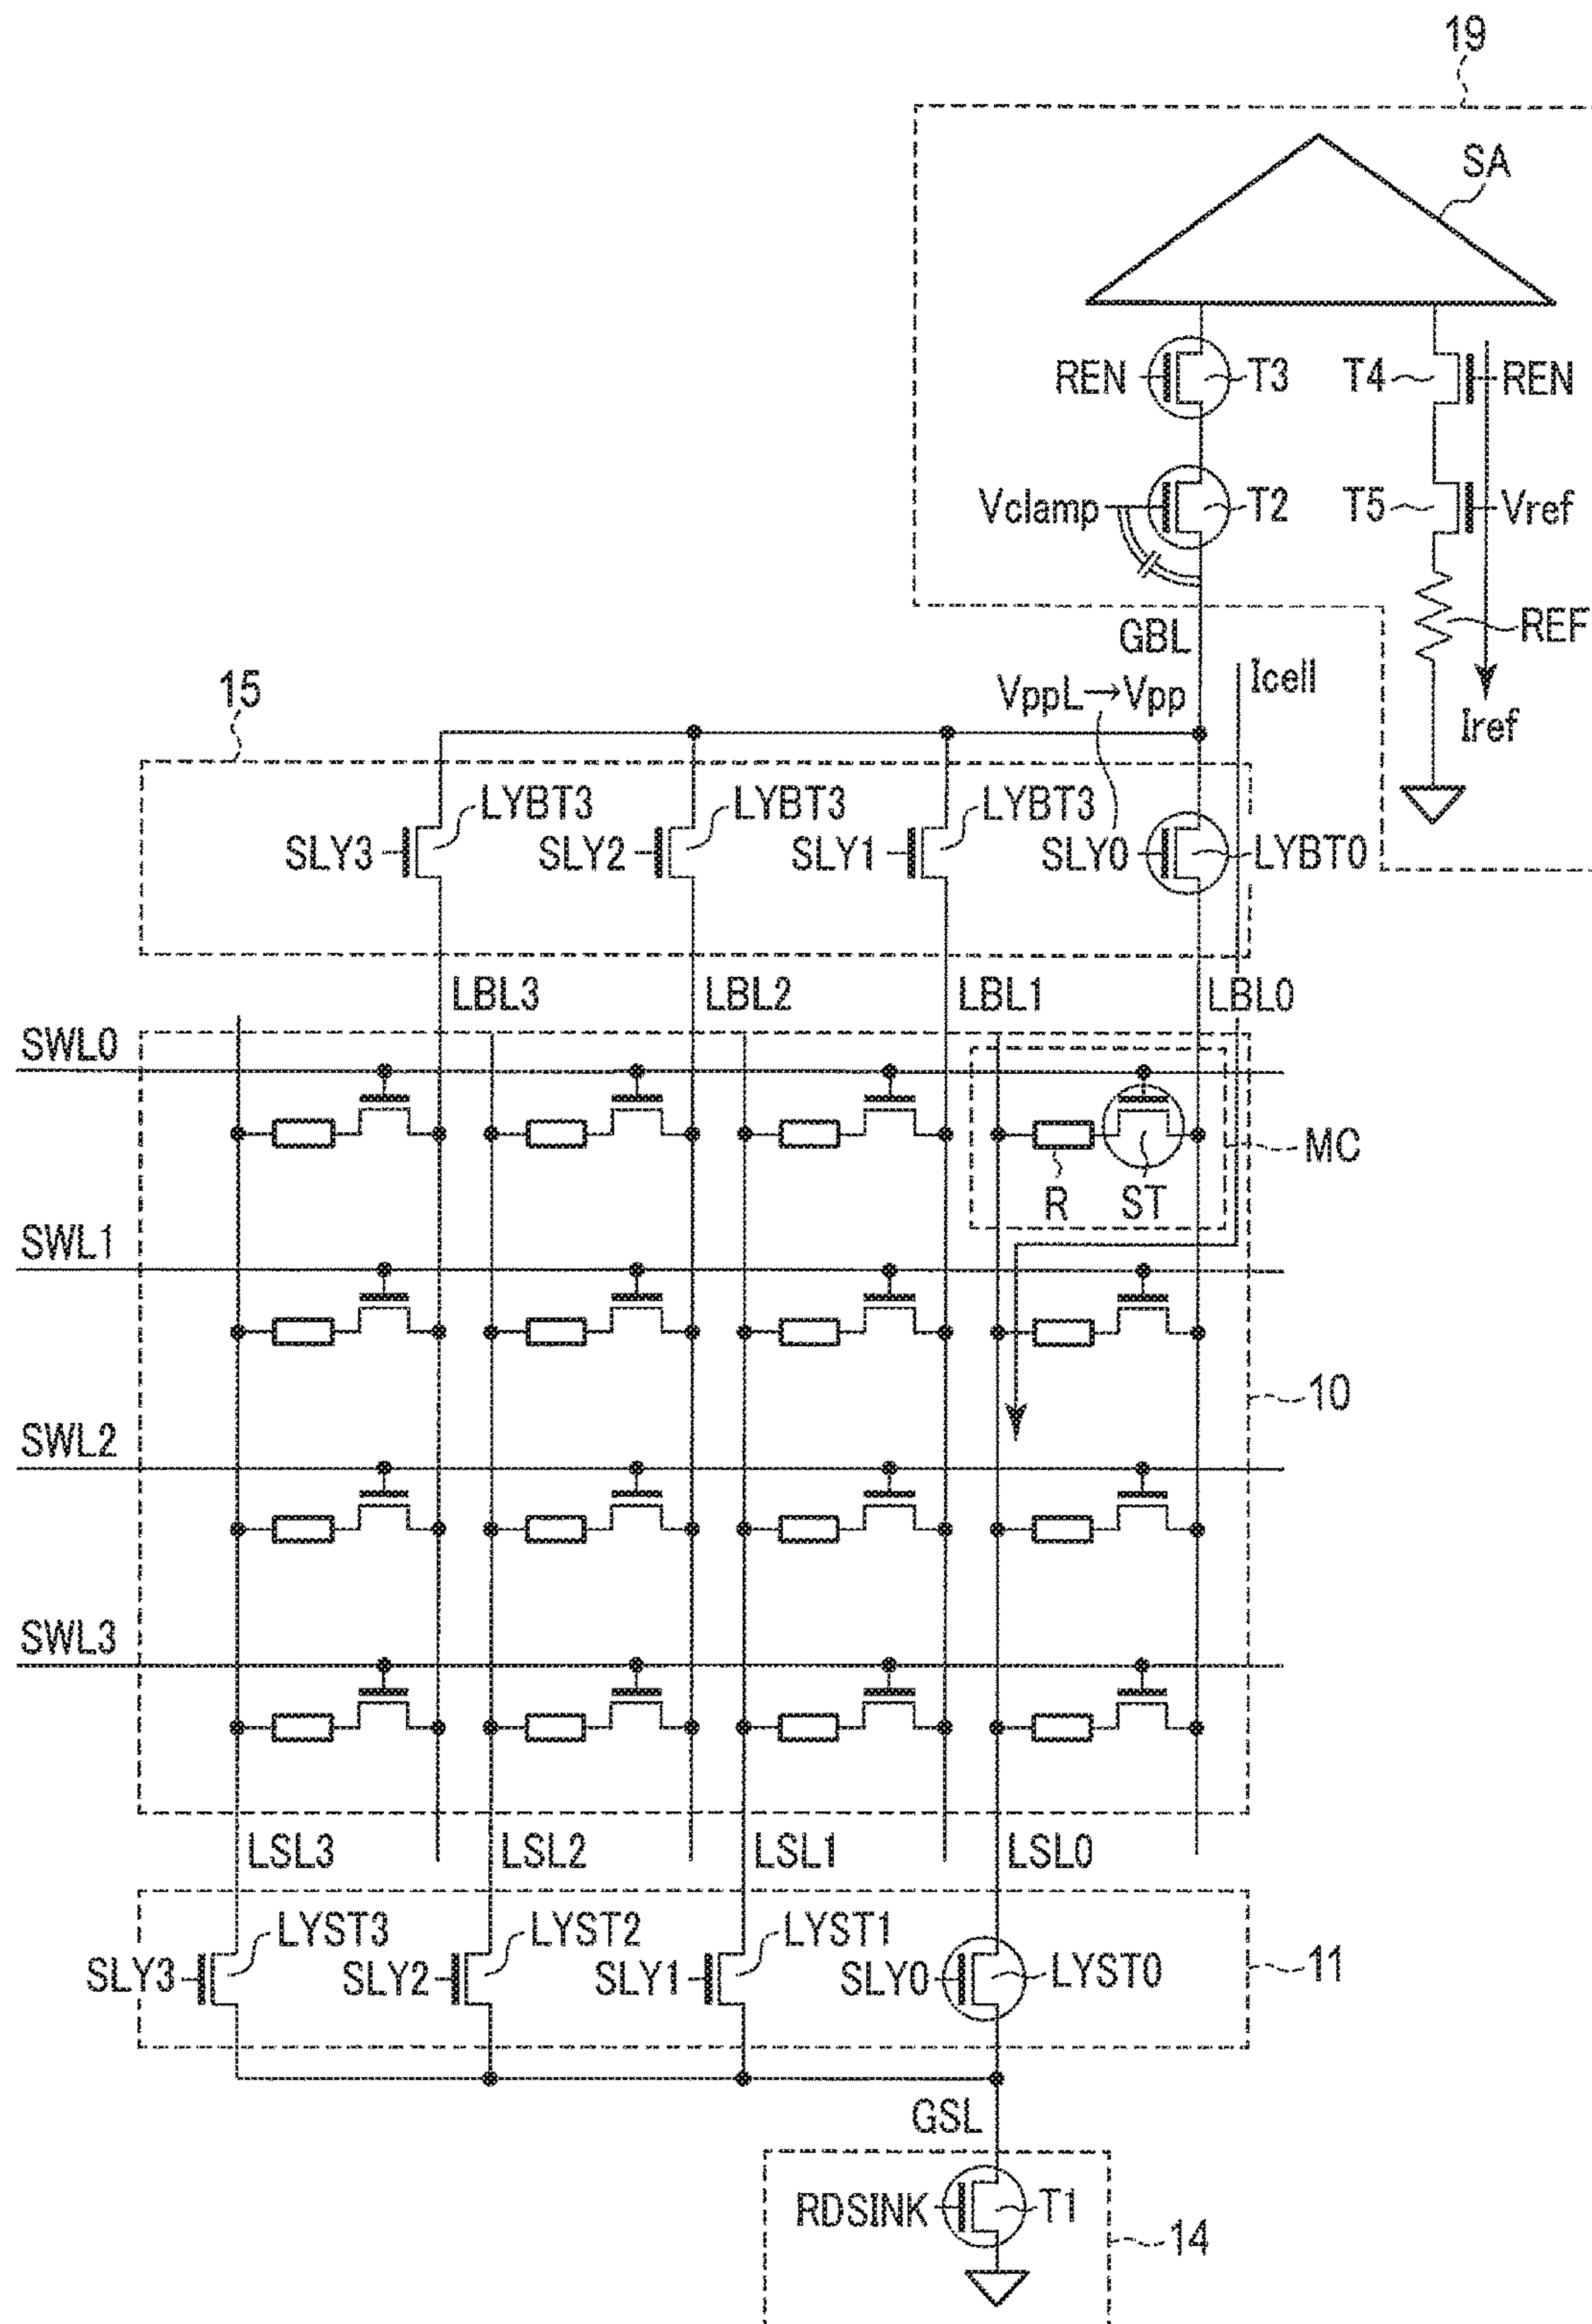 19
SA
REN
T3
T4
REN
Vclamp
T2
T5
Vref
GBL
REF
VppL→Vpp
Icell
Iref
15
LYBT3
LYBT3
LYBT3
SLY3
SLY2
SLY1
SLY0
LYBT0
LBL3
LBL2
LBL1
LBL0
SWL0
MC
R
ST
SWL1
10
SWL2
SWL3
LSL3
LSL2
LSL1
LSL0
LYST3
LYST2
LYST1
SLY3
SLY2
SLY1
SLY0
LYST0
11
GSL
RDSINK
T1
14